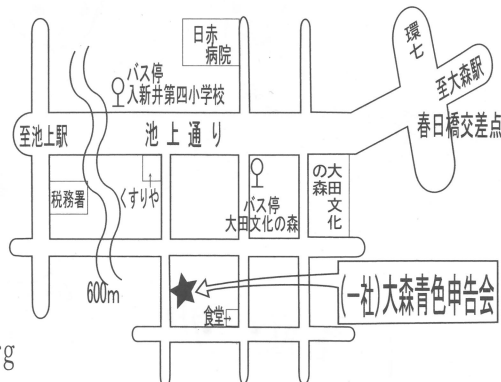 日赤
病院
環七
至大森駅
バス停
入新井第四小学校
至池上駅
池上通り
春日橋交差点
税務署
くすりや
バス停
大田文化の森
大田文化
の森
600m
(一社)大森青色申告会
食堂→
g